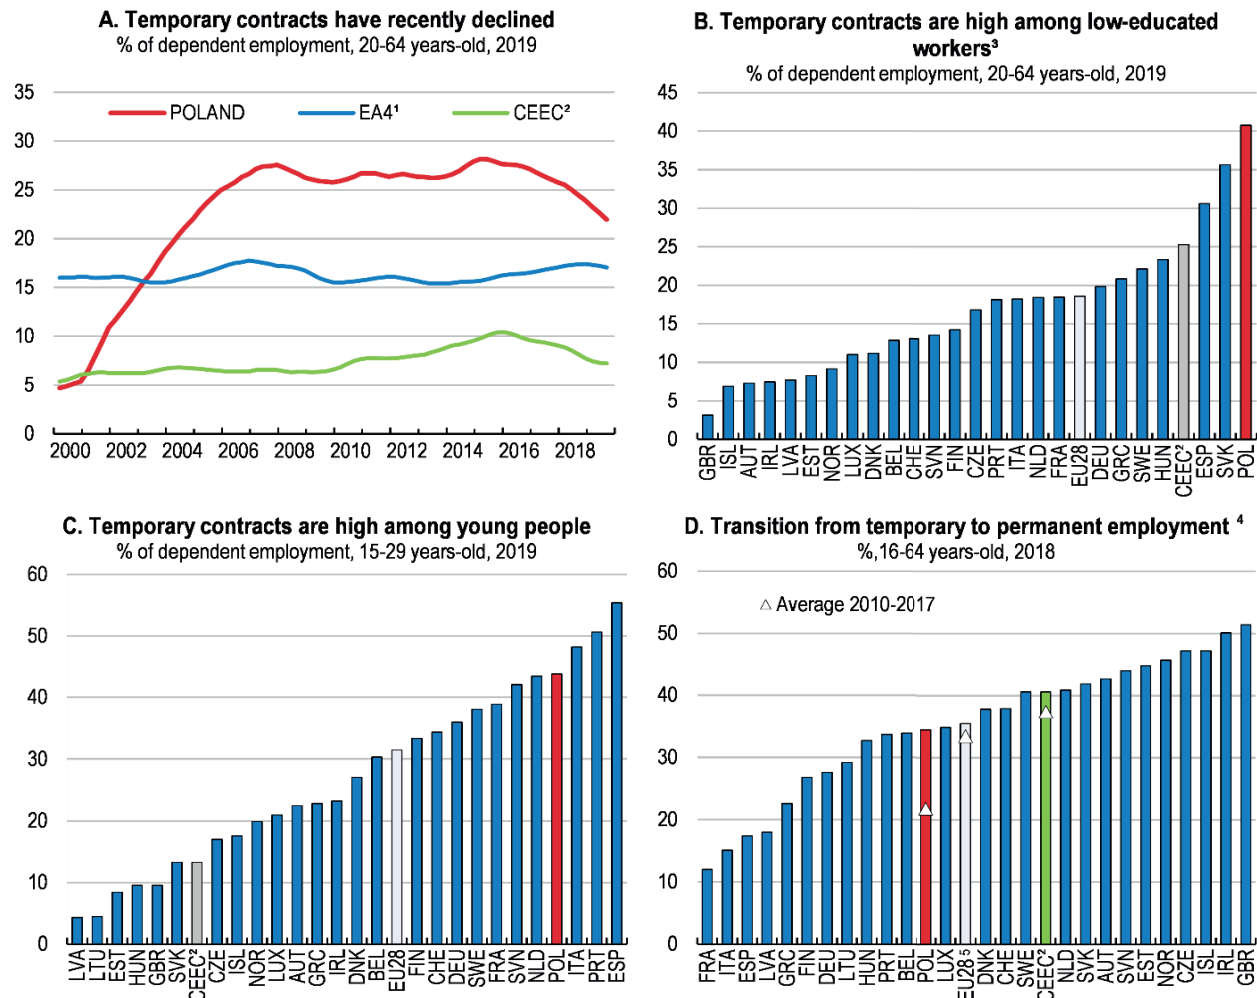 A. Temporary contracts have recently declined
% of dependent employment, 20-64 years-old, 2019
35
30
25
20
15
10
5
0
POLAND
EA4¹
CEEC²
2000 2002 2004 2006 2008 2010 2012 2014 2016 2018
B. Temporary contracts are high among low-educated
workers³
% of dependent employment, 20-64 years-old, 2019
45
40
35
30
25
20
15
10
5
0
GBR ISL AUT IRL LVA EST NOR LUX DNK BEL CHE SVN FIN CZE PRT ITA NLD FRA EU28 DEU GRC SWE HUN CEEC² ESP SVK POL
C. Temporary contracts are high among young people
% of dependent employment, 15-29 years-old, 2019
60
50
40
30
20
10
0
LVA LTU EST HUN GBR SVK CEEC² CZE ISL NOR LUX AUT GRC IRL DNK BEL EU28 FIN CHE DEU SWE FRA SVN NLD POL ITA PRT ESP
D. Transition from temporary to permanent employment ⁴
%,16-64 years-old, 2018
60
50
40
30
20
10
0
△ Average 2010-2017
FRA ITA ESP LVA GRC FIN DEU LTU HUN PRT BEL POL LUX EU28 ⁵ DNK CHE SWE CEEC² NLD SVK AUT SVN EST NOR CZE ISL IRL GBR